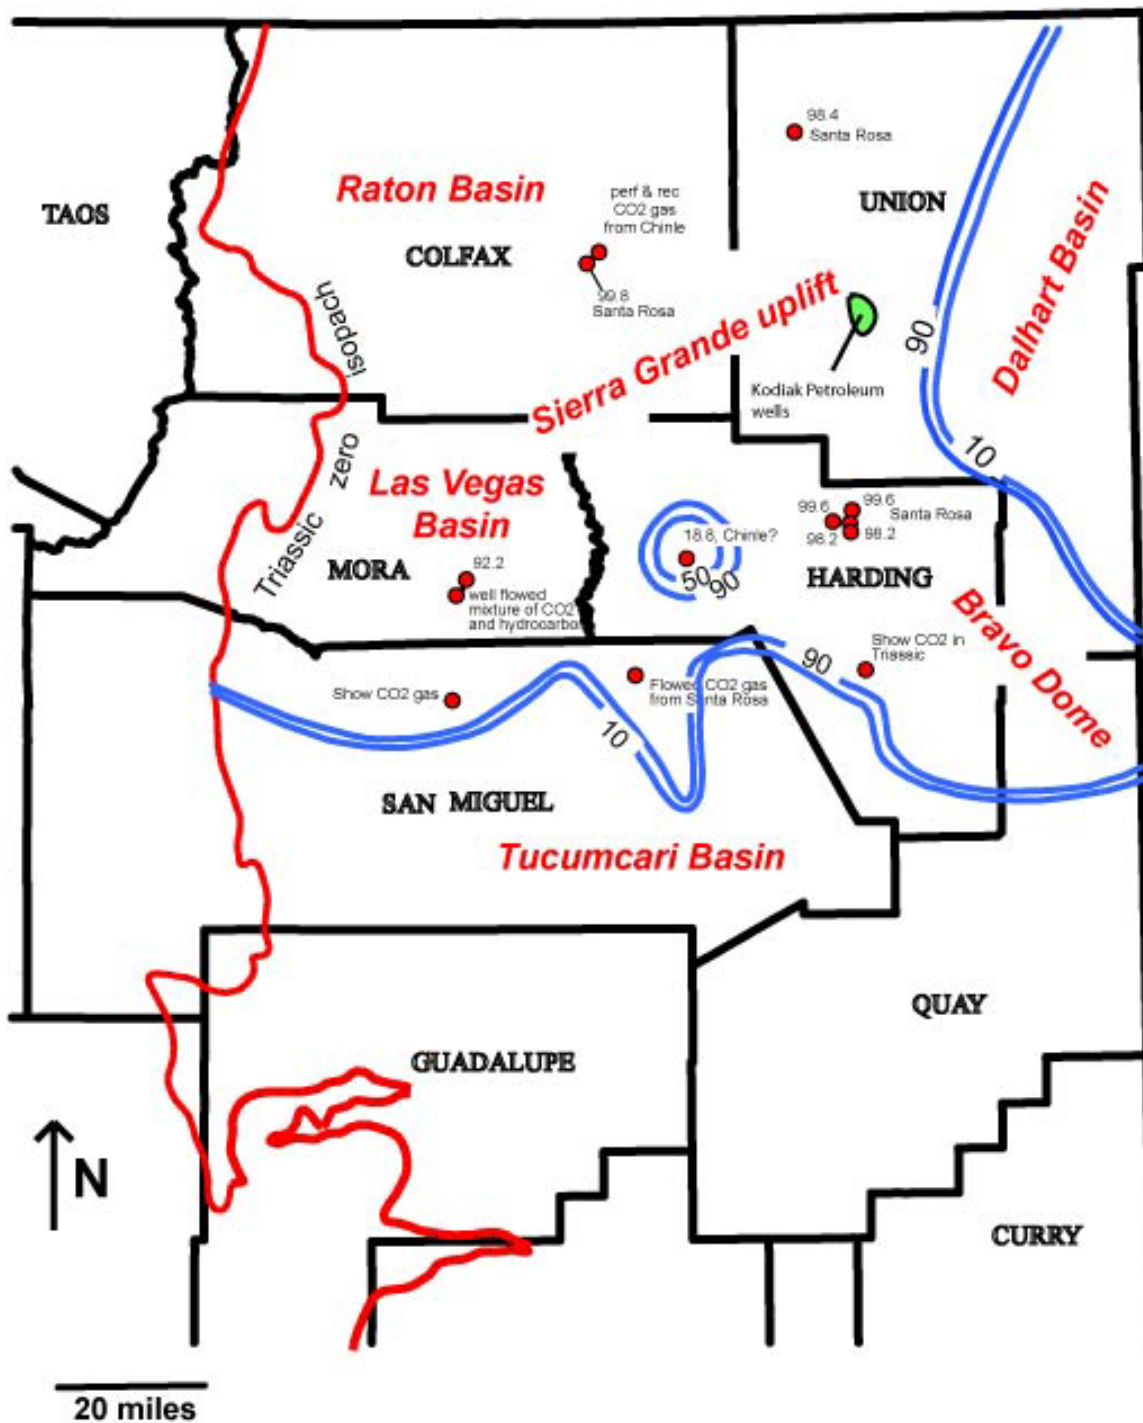 98.4
Santa Rosa
Raton Basin
perf & rec
CO2 gas
from Chinle
UNION
TAOS
COLFAX
Dalhart Basin
99.8
Santa Rosa
isopach
Sierra Grande uplift
90
Kodiak Petroleum
wells
zero
10
Las Vegas
Basin
99.6
99.6
Santa Rosa
98.2
98.2
Triassic
18.8, Chinle?
MORA
92.2
50
90
HARDING
well flowed
mixture of CO2
and hydrocarbon
Bravo Dome
Show CO2 in
Triassic
90
Show CO2 gas
Flowed CO2 gas
from Santa Rosa
10
SAN MIGUEL
Tucumcari Basin
QUAY
GUADALUPE
N
CURRY
20 miles